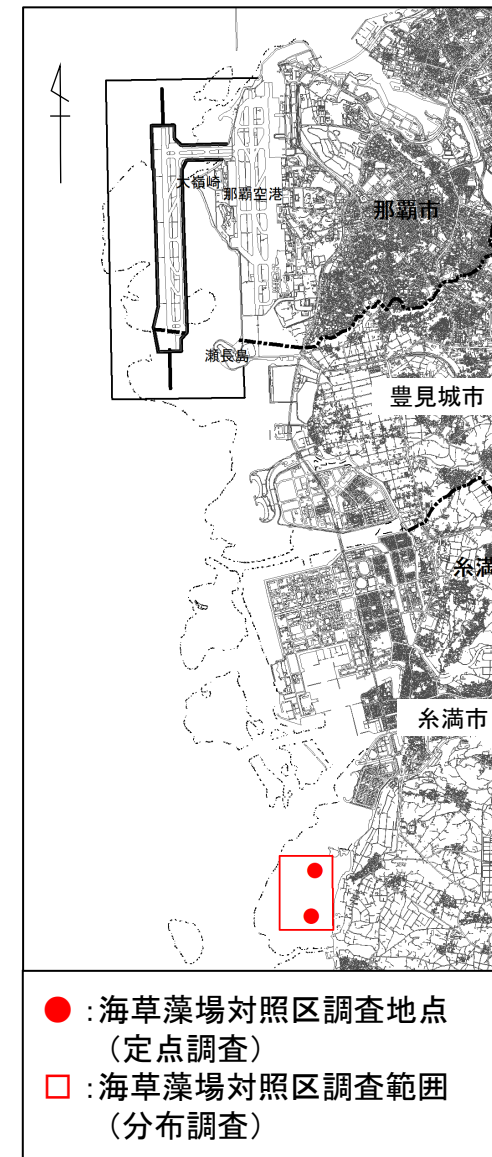 大嶺崎
那覇空港
那覇市
瀬長島
豊見城市
糸満
糸満市
●:海草藻場対照区調査地点
(定点調査)
□:海草藻場対照区調査範囲
(分布調査)